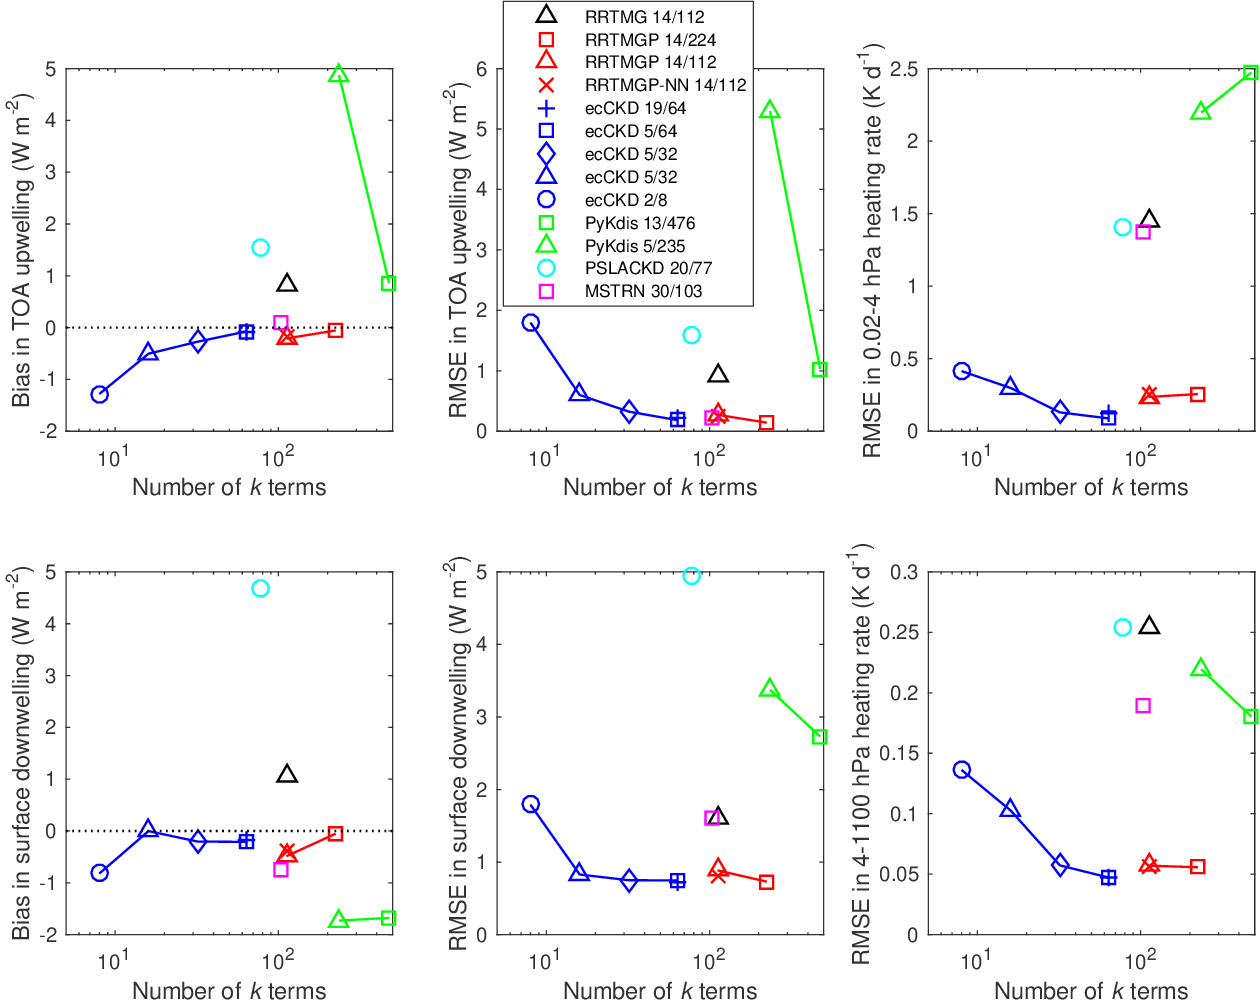 RRTMG 14/112
RRTMGP 14/224
RRTMGP 14/112
RRTMGP-NN 14/112
ecCKD 19/64
ecCKD 5/64
ecCKD 5/32
ecCKD 5/32
ecCKD 2/8
PyKdis 13/476
PyKdis 5/235
PSLACKD 20/77
MSTRN 30/103
Bias in TOA upwelling (W m-2)
5
4
3
2
1
0
-1
-2
10^1 10^2
Number of k terms
RMSE in TOA upwelling (W m-2)
6
5
4
3
2
1
0
10^1 10^2
Number of k terms
RMSE in 0.02-4 hPa heating rate (K d-1)
2.5
2
1.5
1
0.5
0
10^1 10^2
Number of k terms
Bias in surface downwelling (W m-2)
5
4
3
2
1
0
-1
-2
10^1 10^2
Number of k terms
RMSE in surface downwelling (W m-2)
5
4
3
2
1
0
10^1 10^2
Number of k terms
RMSE in 4-1100 hPa heating rate (K d-1)
0.3
0.25
0.2
0.15
0.1
0.05
0
10^1 10^2
Number of k terms